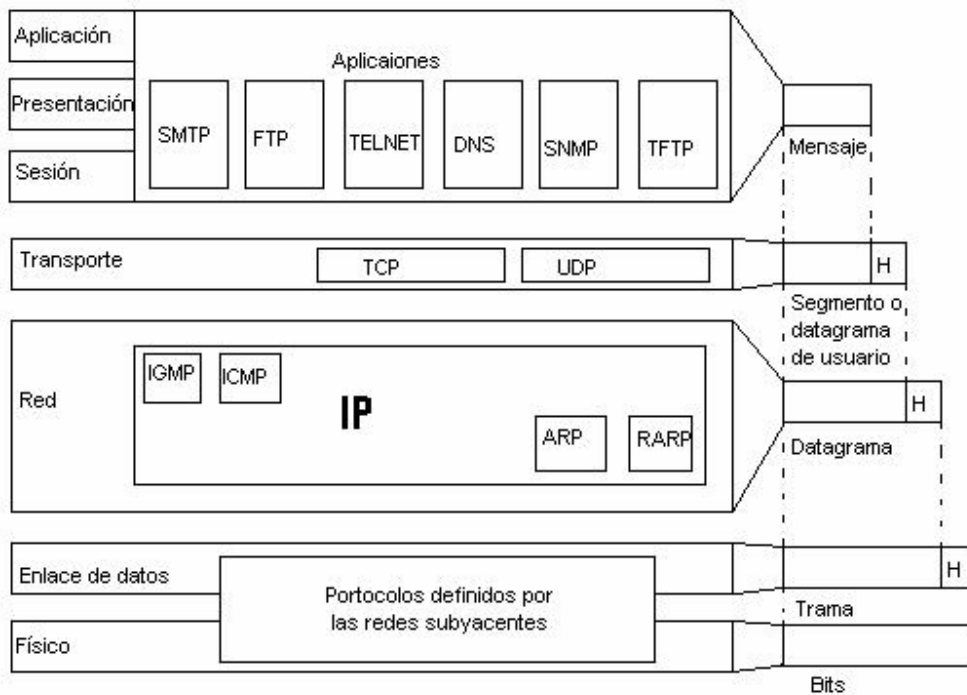 Aplicación
Presentación
Sesión
Aplicaiones
SMTP
FTP
TELNET
DNS
SNMP
TFTP
Mensaje
Transporte
TCP
UDP
H
Segmento o
datagrama
de usuario
Red
IGMP
ICMP
IP
ARP
RARP
H
Datagrama
Enlace de datos
Portocolos definidos por
las redes subyacentes
H
Trama
Físico
Bits